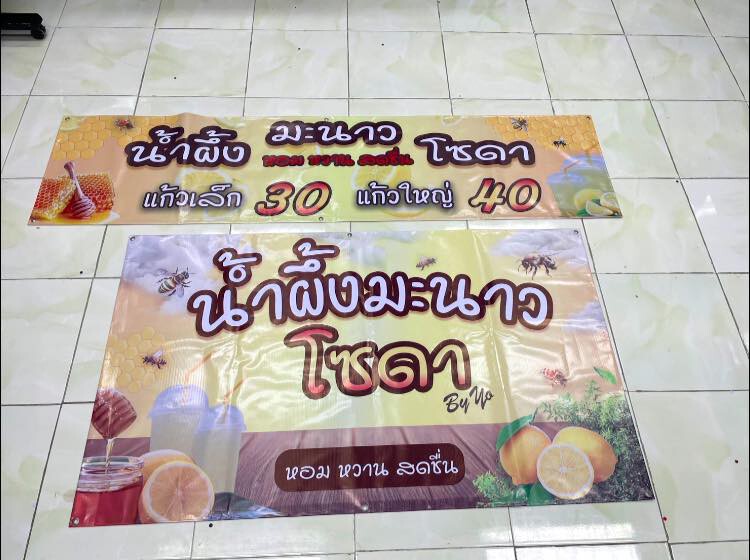 น้ำผึ้ง มะนาว โซดา
หอม หวาน สดชื่น
แก้วเล็ก 30 แก้วใหญ่ 40
น้ำผึ้งมะนาว
โซดา
By Yo
หอม หวาน สดชื่น